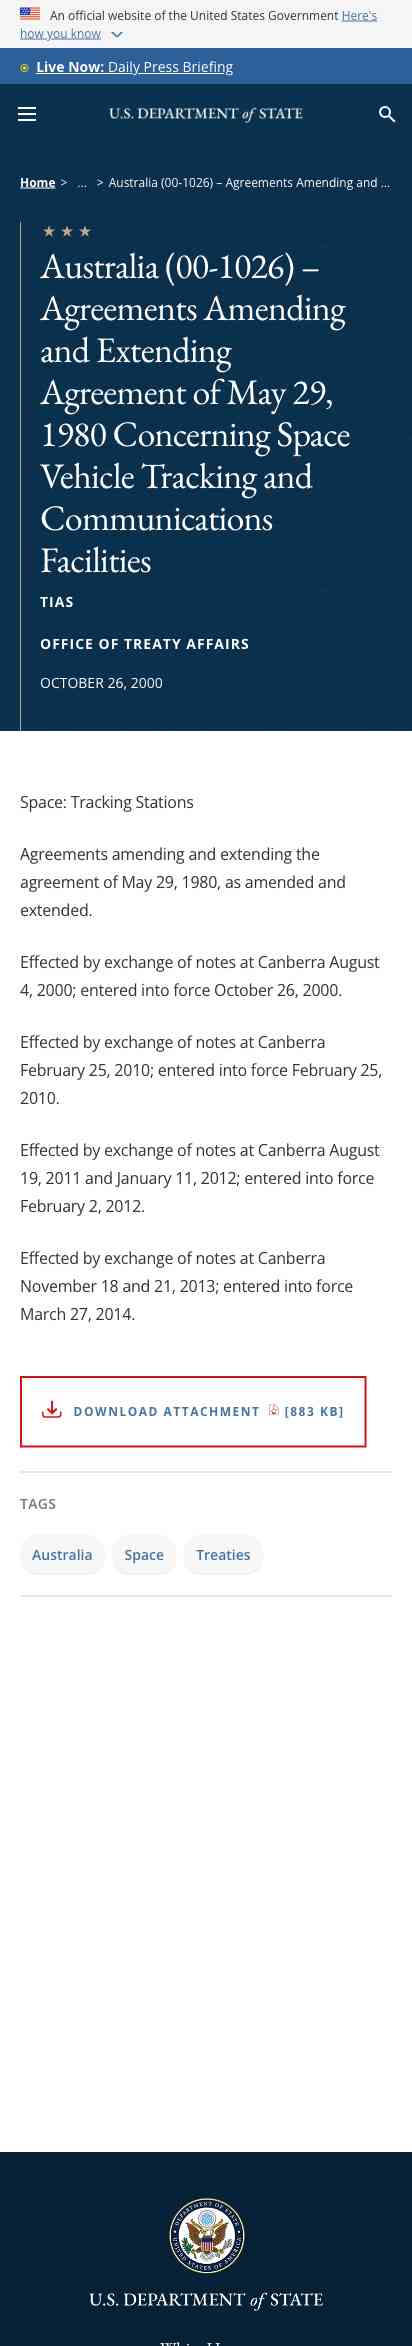 An official website of the United States Government Here's
how you know
Live Now: Daily Press Briefing
U.S. DEPARTMENT of STATE
Home > ... > Australia (00-1026) – Agreements Amending and ...
Australia (00-1026) –
Agreements Amending
and Extending
Agreement of May 29,
1980 Concerning Space
Vehicle Tracking and
Communications
Facilities
TIAS
OFFICE OF TREATY AFFAIRS
OCTOBER 26, 2000
Space: Tracking Stations
Agreements amending and extending the
agreement of May 29, 1980, as amended and
extended.
Effected by exchange of notes at Canberra August
4, 2000; entered into force October 26, 2000.
Effected by exchange of notes at Canberra
February 25, 2010; entered into force February 25,
2010.
Effected by exchange of notes at Canberra August
19, 2011 and January 11, 2012; entered into force
February 2, 2012.
Effected by exchange of notes at Canberra
November 18 and 21, 2013; entered into force
March 27, 2014.
DOWNLOAD ATTACHMENT [883 KB]
TAGS
Australia Space Treaties
DEPARTMENT OF STATE
UNITED STATES OF AMERICA
U.S. DEPARTMENT of STATE